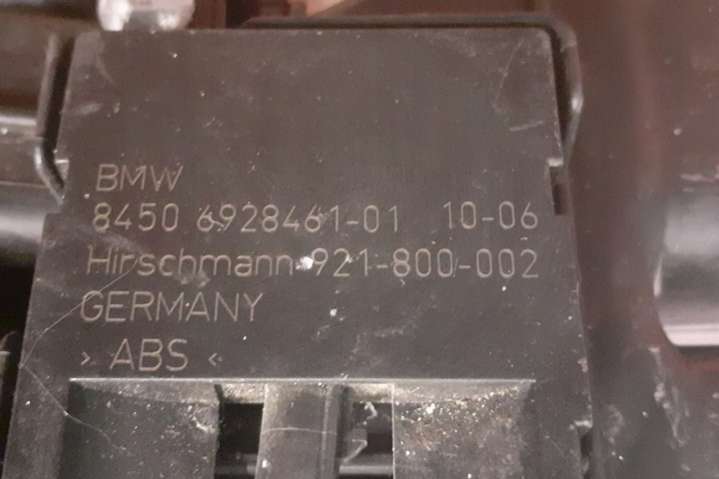 BMW
8450 6928461-01 10-06
Hirschmann 921-800-002
GERMANY
> ABS <